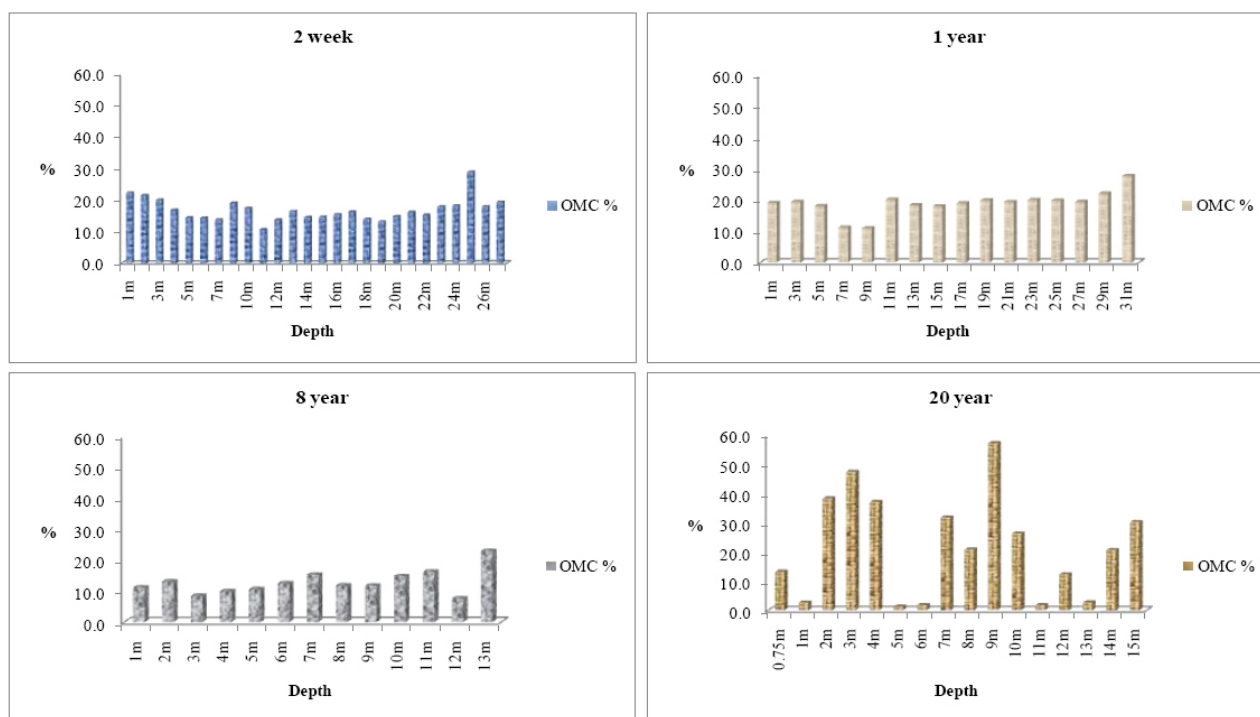 2 week
60.0
50.0
40.0
30.0
20.0
10.0
0.0
%
1m 3m 5m 7m 10m 12m 14m 16m 18m 20m 22m 24m 26m
Depth
OMC %
1 year
60.0
50.0
40.0
30.0
20.0
10.0
0.0
%
1m 3m 5m 7m 9m 11m 13m 15m 17m 19m 21m 23m 25m 27m 29m 31m
Depth
OMC %
8 year
60.0
50.0
40.0
30.0
20.0
10.0
0.0
%
1m 2m 3m 4m 5m 6m 7m 8m 9m 10m 11m 12m 13m
Depth
OMC %
20 year
60.0
50.0
40.0
30.0
20.0
10.0
0.0
%
0.75m 1m 2m 3m 4m 5m 6m 7m 8m 9m 10m 11m 12m 13m 14m 15m
Depth
OMC %